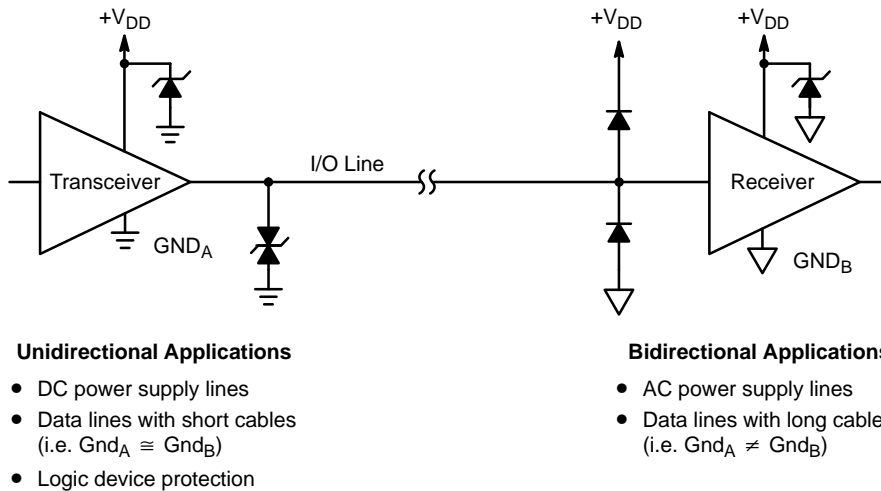 +VDD
+VDD
+VDD
Transceiver
I/O Line
Receiver
GNDA
GNDB
Unidirectional Applications
• DC power supply lines
• Data lines with short cables
(i.e. GndA ≅ GndB)
• Logic device protection
Bidirectional Applications
• AC power supply lines
• Data lines with long cable
(i.e. GndA ≠ GndB)